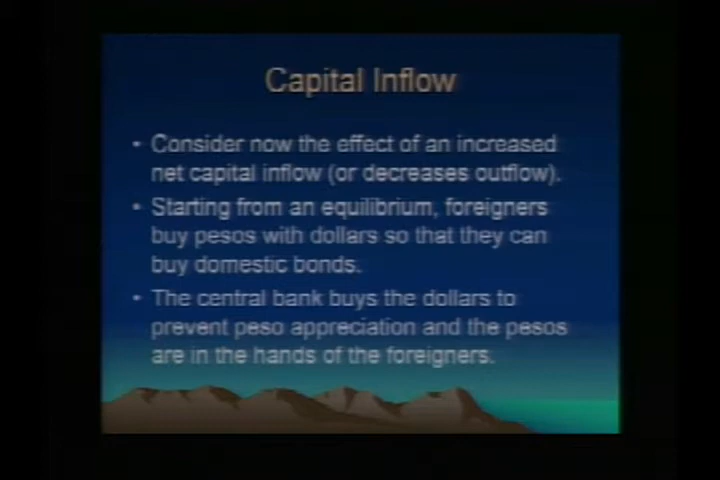 Capital Inflow
• Consider now the effect of an increased
net capital inflow (or decreases outflow).
• Starting from an equilibrium, foreigners
buy pesos with dollars so that they can
buy domestic bonds.
• The central bank buys the dollars to
prevent peso appreciation and the pesos
are in the hands of the foreigners.